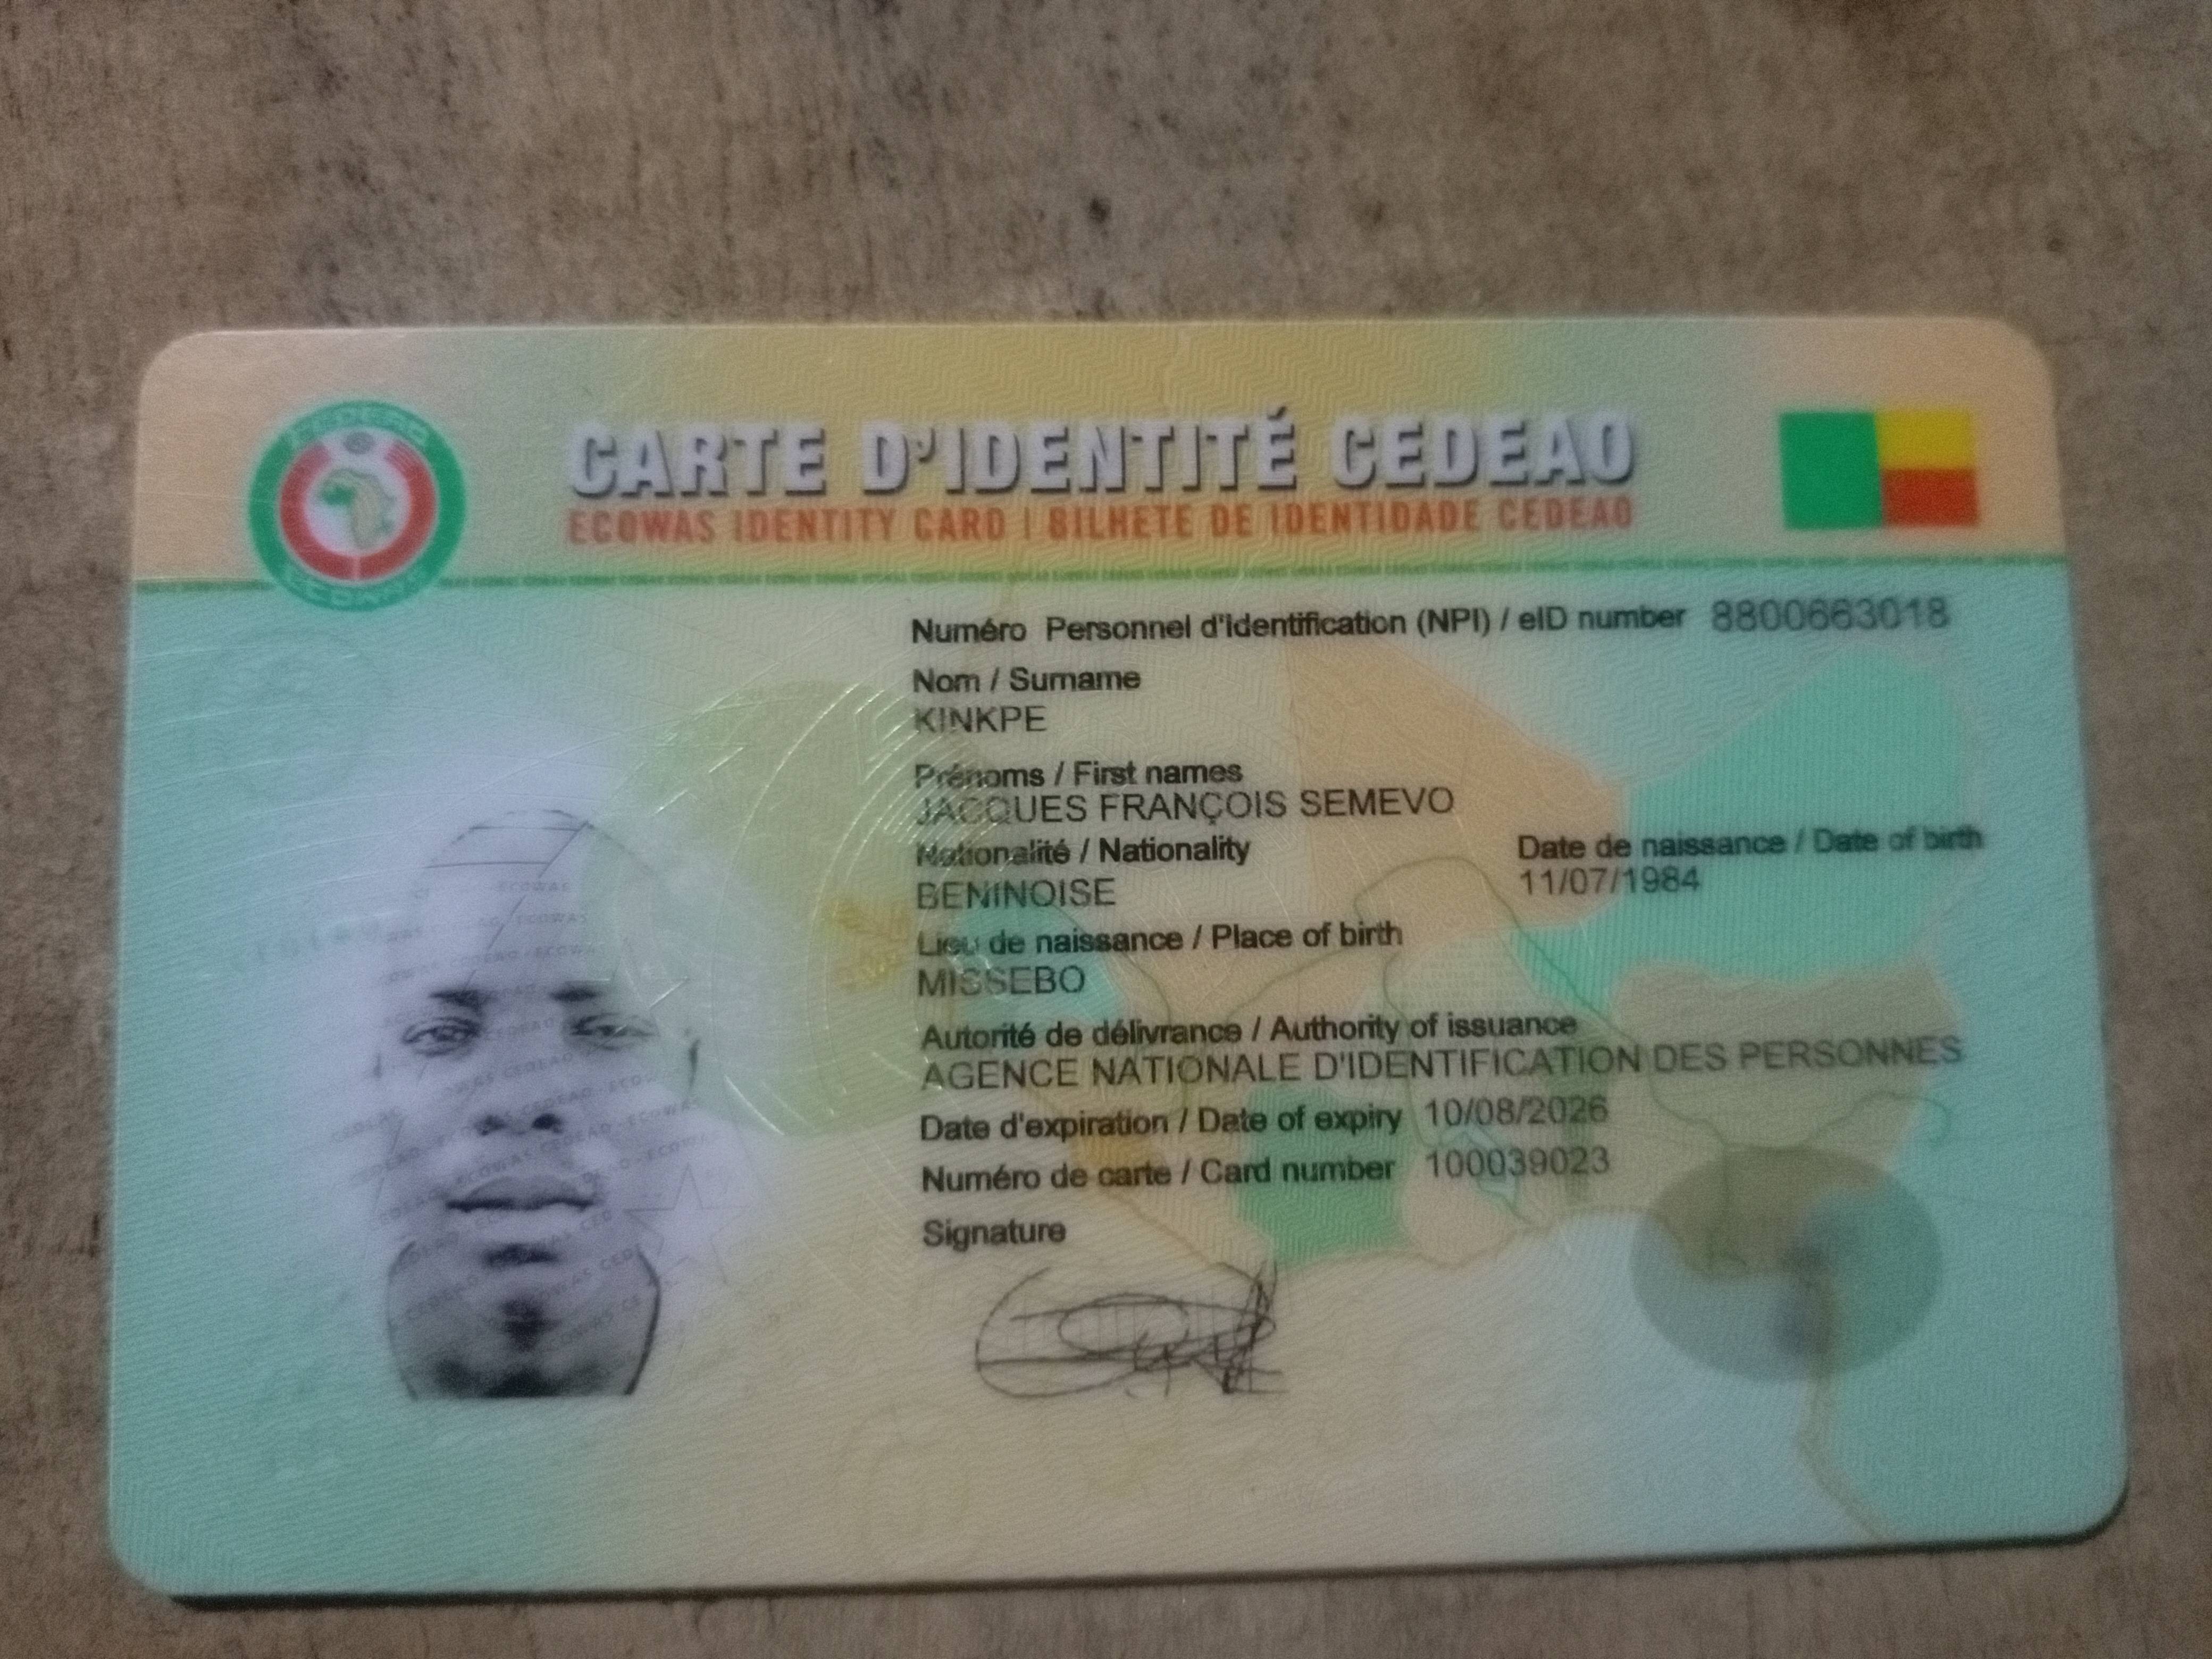 CARTE D'IDENTITÉ CEDEAO
ECOWAS IDENTITY CARD | BILHETE DE IDENTIDADE CEDEAO
Numéro Personnel d'Identification (NPI) / eID number 8800663018
Nom / Surname
KINKPE
Prénoms / First names
JACQUES FRANÇOIS SEMEVO
Nationalité / Nationality
BENINOISE
Date de naissance / Date of birth
11/07/1984
Lieu de naissance / Place of birth
MISSEBO
Autorité de délivrance / Authority of issuance
AGENCE NATIONALE D'IDENTIFICATION DES PERSONNES
Date d'expiration / Date of expiry 10/08/2026
Numéro de carte / Card number 100039023
Signature